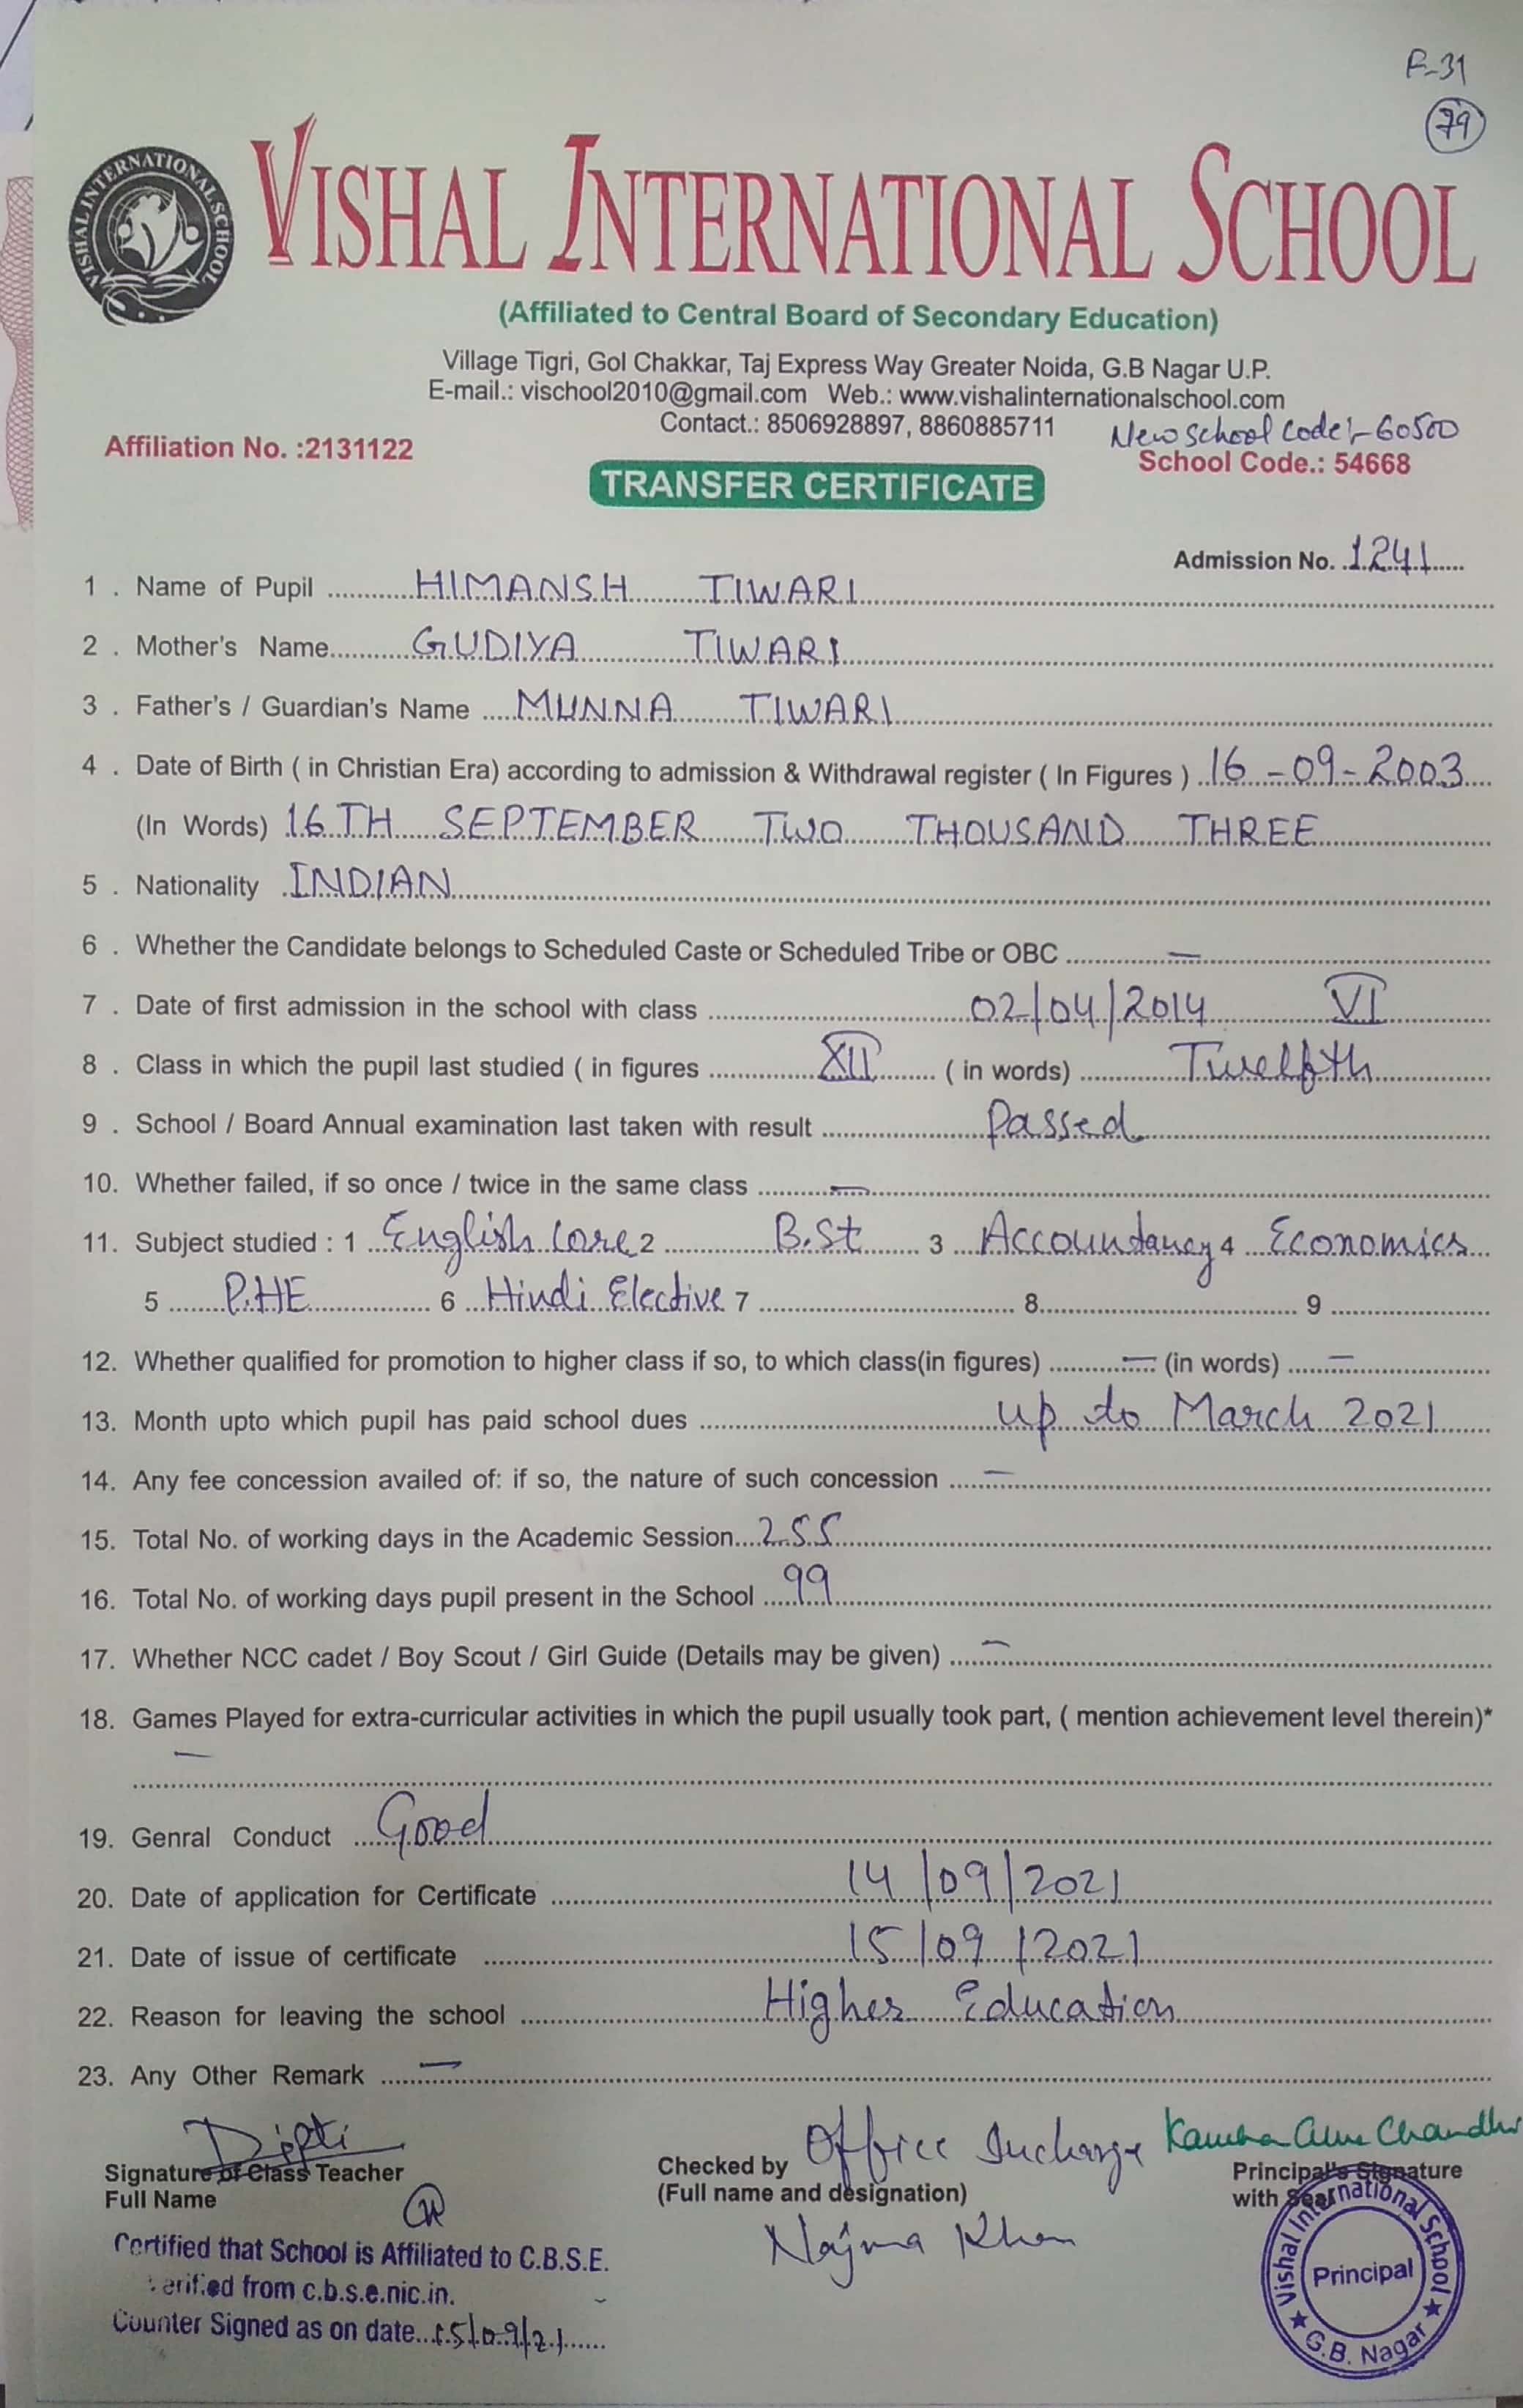 F-31
79
VISHAL INTERNATIONAL SCHOOL
VISHAL INTERNATIONAL SCHOOL
(Affiliated to Central Board of Secondary Education)
Village Tigri, Gol Chakkar, Taj Express Way Greater Noida, G.B Nagar U.P.
E-mail.: vischool2010@gmail.com Web.: www.vishalinternationalschool.com
Contact.: 8506928897, 8860885711
New School Code:- 60500
Affiliation No. :2131122
School Code.: 54668
TRANSFER CERTIFICATE
Admission No. 1241
1 . Name of Pupil HIMANSH TIWARI
2 . Mother's Name GUDIYA TIWARI
3 . Father's / Guardian's Name MUNNA TIWARI
4 . Date of Birth ( in Christian Era) according to admission & Withdrawal register ( In Figures ) 16-09-2003
(In Words) 16TH SEPTEMBER TWO THOUSAND THREE
5 . Nationality INDIAN
6 . Whether the Candidate belongs to Scheduled Caste or Scheduled Tribe or OBC —
7 . Date of first admission in the school with class 02/04/2014 VI
8 . Class in which the pupil last studied ( in figures XII ( in words) Twelfth
9 . School / Board Annual examination last taken with result Passed
10. Whether failed, if so once / twice in the same class —
11. Subject studied : 1 English Core 2 B.St 3 Accountancy 4 Economics
5 P.HE 6 Hindi Elective 7 8 9
12. Whether qualified for promotion to higher class if so, to which class(in figures) — (in words) —
13. Month upto which pupil has paid school dues up to March 2021
14. Any fee concession availed of: if so, the nature of such concession —
15. Total No. of working days in the Academic Session 255
16. Total No. of working days pupil present in the School 99
17. Whether NCC cadet / Boy Scout / Girl Guide (Details may be given) —
18. Games Played for extra-curricular activities in which the pupil usually took part, ( mention achievement level therein)*
—
19. Genral Conduct Good
20. Date of application for Certificate 14/09/2021
21. Date of issue of certificate 15/09/2021
22. Reason for leaving the school Higher Education
23. Any Other Remark —
Dipti
Signature of Class Teacher
Full Name
Checked by Office Incharge
(Full name and designation)
Najma Khan
Chandhi
Principal's Signature
with Seal
Certified that School is Affiliated to C.B.S.E.
verified from c.b.s.e.nic.in.
Counter Signed as on date 15/09/21
Vishal International School
Principal
G.B. Nagar